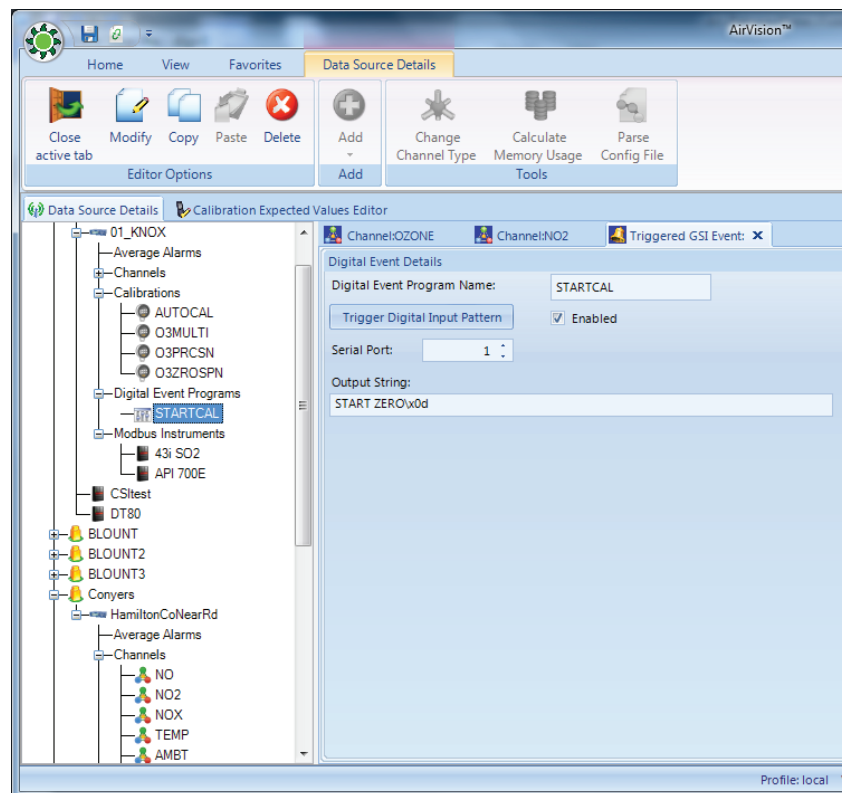 AirVision™
Home View Favorites Data Source Details
Close active tab
Modify
Copy
Paste
Delete
Editor Options
Add
Add
Change Channel Type
Calculate Memory Usage
Parse Config File
Tools
Data Source Details
Calibration Expected Values Editor
01_KNOX
Average Alarms
Channels
Calibrations
AUTOCAL
O3MULTI
O3PRCSN
O3ZROSPN
Digital Event Programs
STARTCAL
Modbus Instruments
43i SO2
API 700E
CSItest
DT80
BLOUNT
BLOUNT2
BLOUNT3
Conyers
HamiltonCoNearRd
Average Alarms
Channels
NO
NO2
NOX
TEMP
AMBT
Channel:OZONE
Channel:NO2
Triggered GSI Event:
Digital Event Details
Digital Event Program Name: STARTCAL
Trigger Digital Input Pattern
Enabled
Serial Port: 1
Output String:
START ZERO\x0d
Profile: local